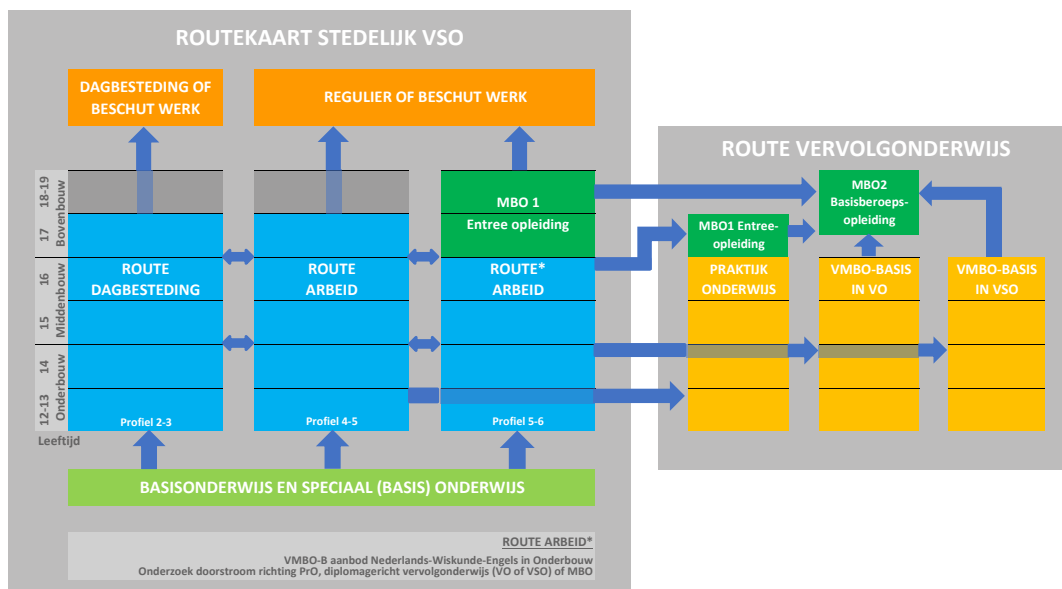 ROUTEKAART STEDELIJK VSO
DAGBESTEDING OF
BESCHUT WERK
REGULIER OF BESCHUT WERK
18-19
Bovenbouw
17
16
Middenbouw
15
14
Onderbouw
12-13
Leeftijd
ROUTE
DAGBESTEDING
Profiel 2-3
ROUTE
ARBEID
Profiel 4-5
MBO 1
Entree opleiding
ROUTE*
ARBEID
Profiel 5-6
BASISONDERWIJS EN SPECIAAL (BASIS) ONDERWIJS
ROUTE ARBEID*
VMBO-B aanbod Nederlands-Wiskunde-Engels in Onderbouw
Onderzoek doorstroom richting PrO, diplomagericht vervolgonderwijs (VO of VSO) of MBO
ROUTE VERVOLGONDERWIJS
MBO2
Basisberoeps-
opleiding
MBO1 Entree-
opleiding
PRAKTIJK
ONDERWIJS
VMBO-BASIS
IN VO
VMBO-BASIS
IN VSO